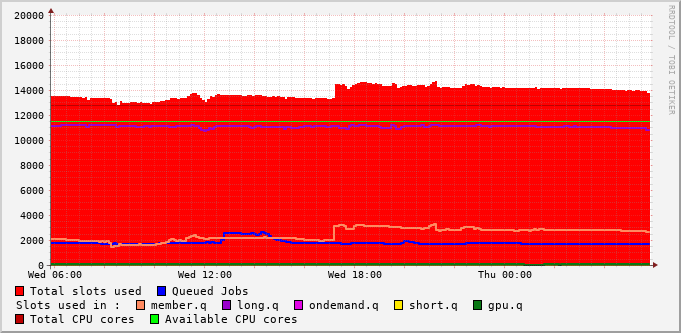 20000
18000
16000
14000
12000
10000
8000
6000
4000
2000
0
Wed 06:00 Wed 12:00 Wed 18:00 Thu 00:00
Total slots used Queued Jobs
Slots used in : member.q long.q ondemand.q short.q gpu.q
Total CPU cores Available CPU cores
RRDTOOL / TOBI OETIKER